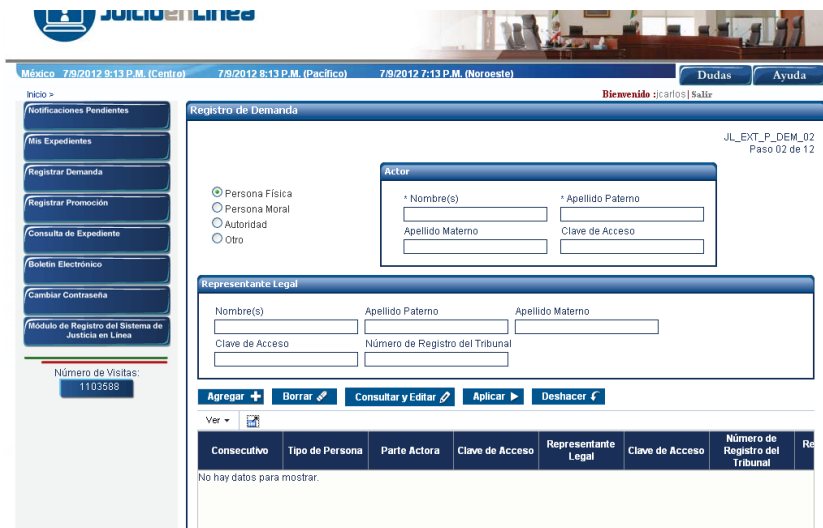 JuicioenLínea
México 7/9/2012 9:13 P.M. (Centro) 7/9/2012 8:13 P.M. (Pacífico) 7/9/2012 7:13 P.M. (Noroeste)
Dudas Ayuda
Inicio >
Bienvenido :jcarlos| Salir
Notificaciones Pendientes
Mis Expedientes
Registrar Demanda
Registrar Promoción
Consulta de Expediente
Boletín Electrónico
Cambiar Contraseña
Módulo de Registro del Sistema de
Justicia en Línea
Número de Visitas:
1103588
Registro de Demanda
JL_EXT_P_DEM_02
Paso 02 de 12
Persona Física
Persona Moral
Autoridad
Otro
Actor
* Nombre(s) * Apellido Paterno
Apellido Materno Clave de Acceso
Representante Legal
Nombre(s) Apellido Paterno Apellido Materno
Clave de Acceso Número de Registro del Tribunal
Agregar Borrar Consultar y Editar Aplicar Deshacer
Ver
Consecutivo Tipo de Persona Parte Actora Clave de Acceso Representante Legal Clave de Acceso Número de Registro del Tribunal Re
No hay datos para mostrar.